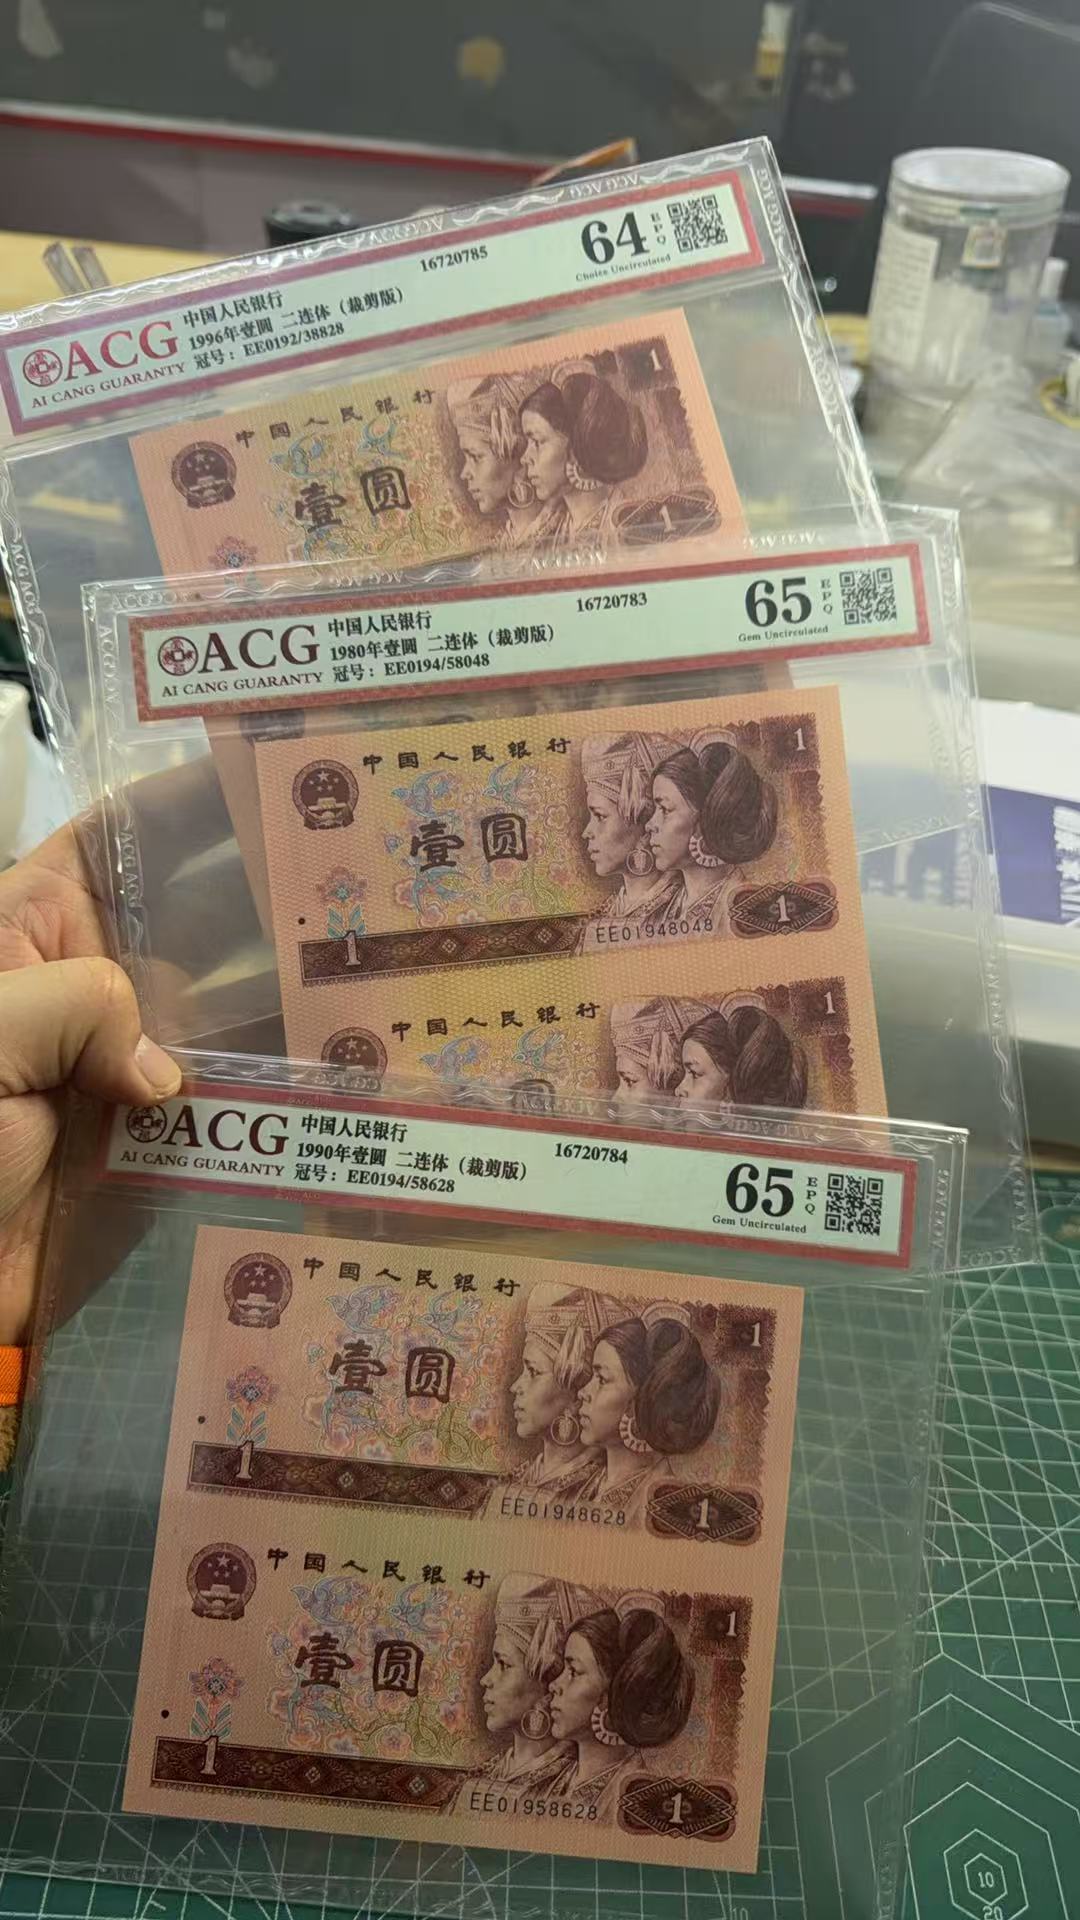 ACG
AI CANG GUARANTY
中国人民银行
1996年壹圆 二连体（裁剪版）
冠号：EE0192/38828
16720785
64
EPQ
Choice Uncirculated
中国人民银行
壹圆
1
1
ACG
AI CANG GUARANTY
中国人民银行
1980年壹圆 二连体（裁剪版）
冠号：EE0194/58048
16720783
65
EPQ
Gem Uncirculated
中国人民银行
1
壹圆
1
EE01948048
1
中国人民银行
1
ACG
AI CANG GUARANTY
中国人民银行
1990年壹圆 二连体（裁剪版）
冠号：EE0194/58628
16720784
65
EPQ
Gem Uncirculated
中国人民银行
1
壹圆
1
EE01948628
1
中国人民银行
1
壹圆
1
EE01958628
1
10
20
10